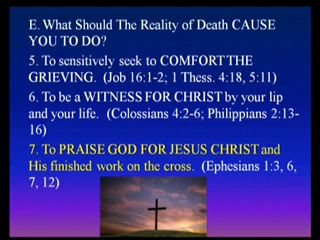 E. What Should The Reality of Death CAUSE
YOU TO DO?
5. To sensitively seek to COMFORT THE
GRIEVING. (Job 16:1-2; 1 Thess. 4:18, 5:11)
6. To be a WITNESS FOR CHRIST by your lip
and your life. (Colossians 4:2-6; Philippians 2:13-
16)
7. To PRAISE GOD FOR JESUS CHRIST and
His finished work on the cross. (Ephesians 1:3, 6,
7, 12)